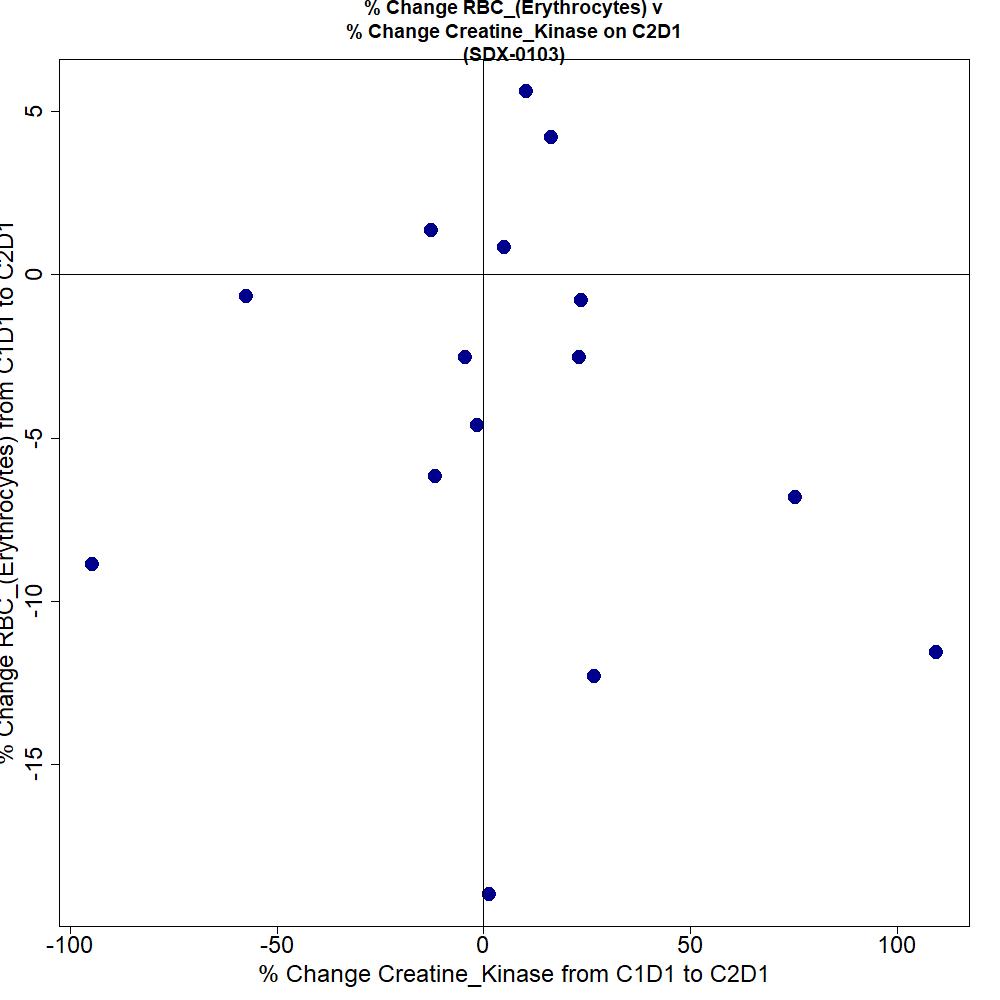 % Change RBC_(Erythrocytes) v
% Change Creatine_Kinase on C2D1
(SDX-0103)
% Change RBC_(Erythrocytes) from C1D1 to C2D1
5
0
-5
-10
-15
-100
-50
0
50
100
% Change Creatine_Kinase from C1D1 to C2D1